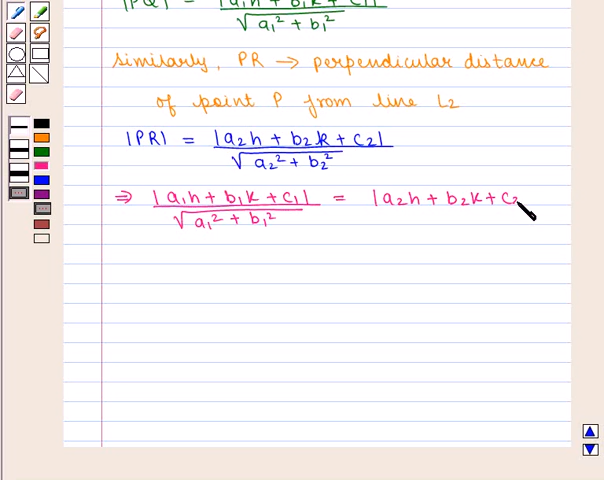 |PQ| = |a₁h + b₁k + c₁| / √a₁² + b₁²
Similarly, PR → perpendicular distance
of point P from line L₂
|PR| = |a₂h + b₂k + c₂| / √a₂² + b₂²
⇒ |a₁h + b₁k + c₁| / √a₁² + b₁² = |a₂h + b₂k + c₂